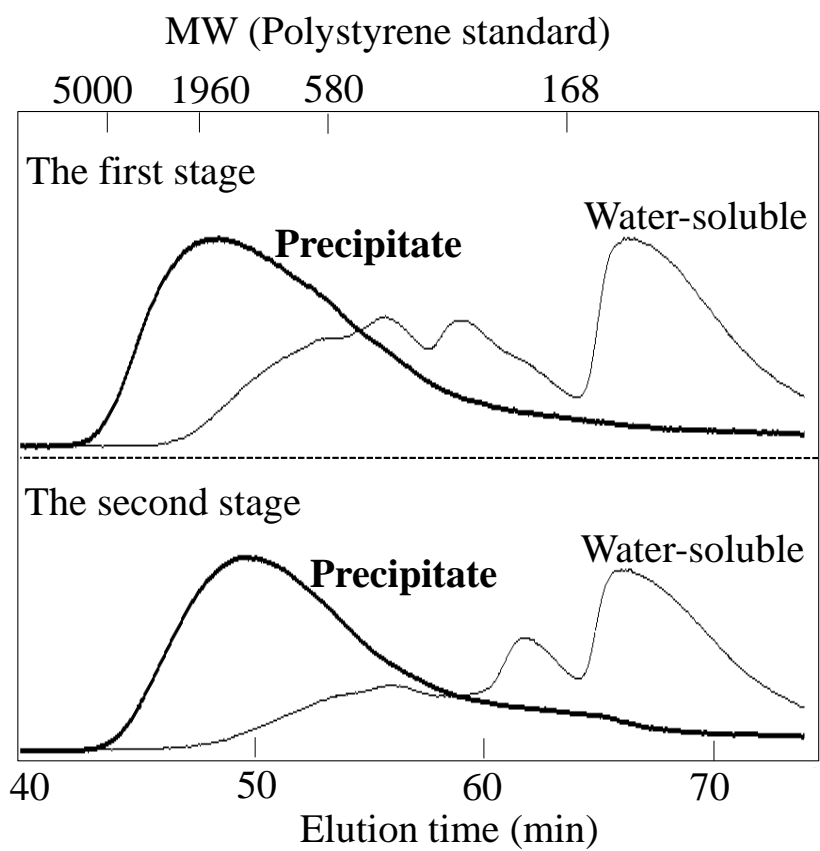 MW (Polystyrene standard)
5000 1960 580 168
The first stage
Water-soluble
Precipitate
The second stage
Water-soluble
Precipitate
40 50 60 70
Elution time (min)